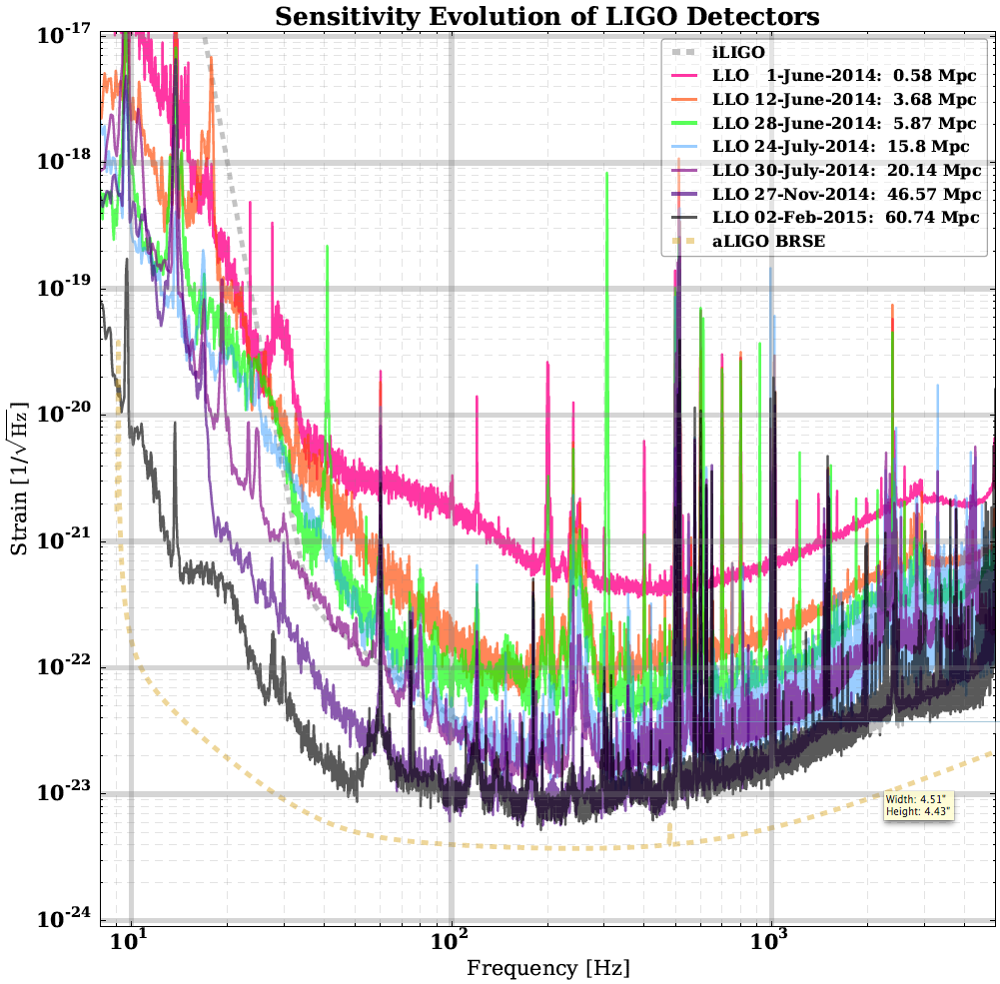 Sensitivity Evolution of LIGO Detectors
iLIGO
LLO 1-June-2014: 0.58 Mpc
LLO 12-June-2014: 3.68 Mpc
LLO 28-June-2014: 5.87 Mpc
LLO 24-July-2014: 15.8 Mpc
LLO 30-July-2014: 20.14 Mpc
LLO 27-Nov-2014: 46.57 Mpc
LLO 02-Feb-2015: 60.74 Mpc
aLIGO BRSE
10^-17
10^-18
10^-19
10^-20
10^-21
10^-22
10^-23
10^-24
Strain [1/√Hz]
Width: 4.51"
Height: 4.43"
10^1 10^2 10^3
Frequency [Hz]